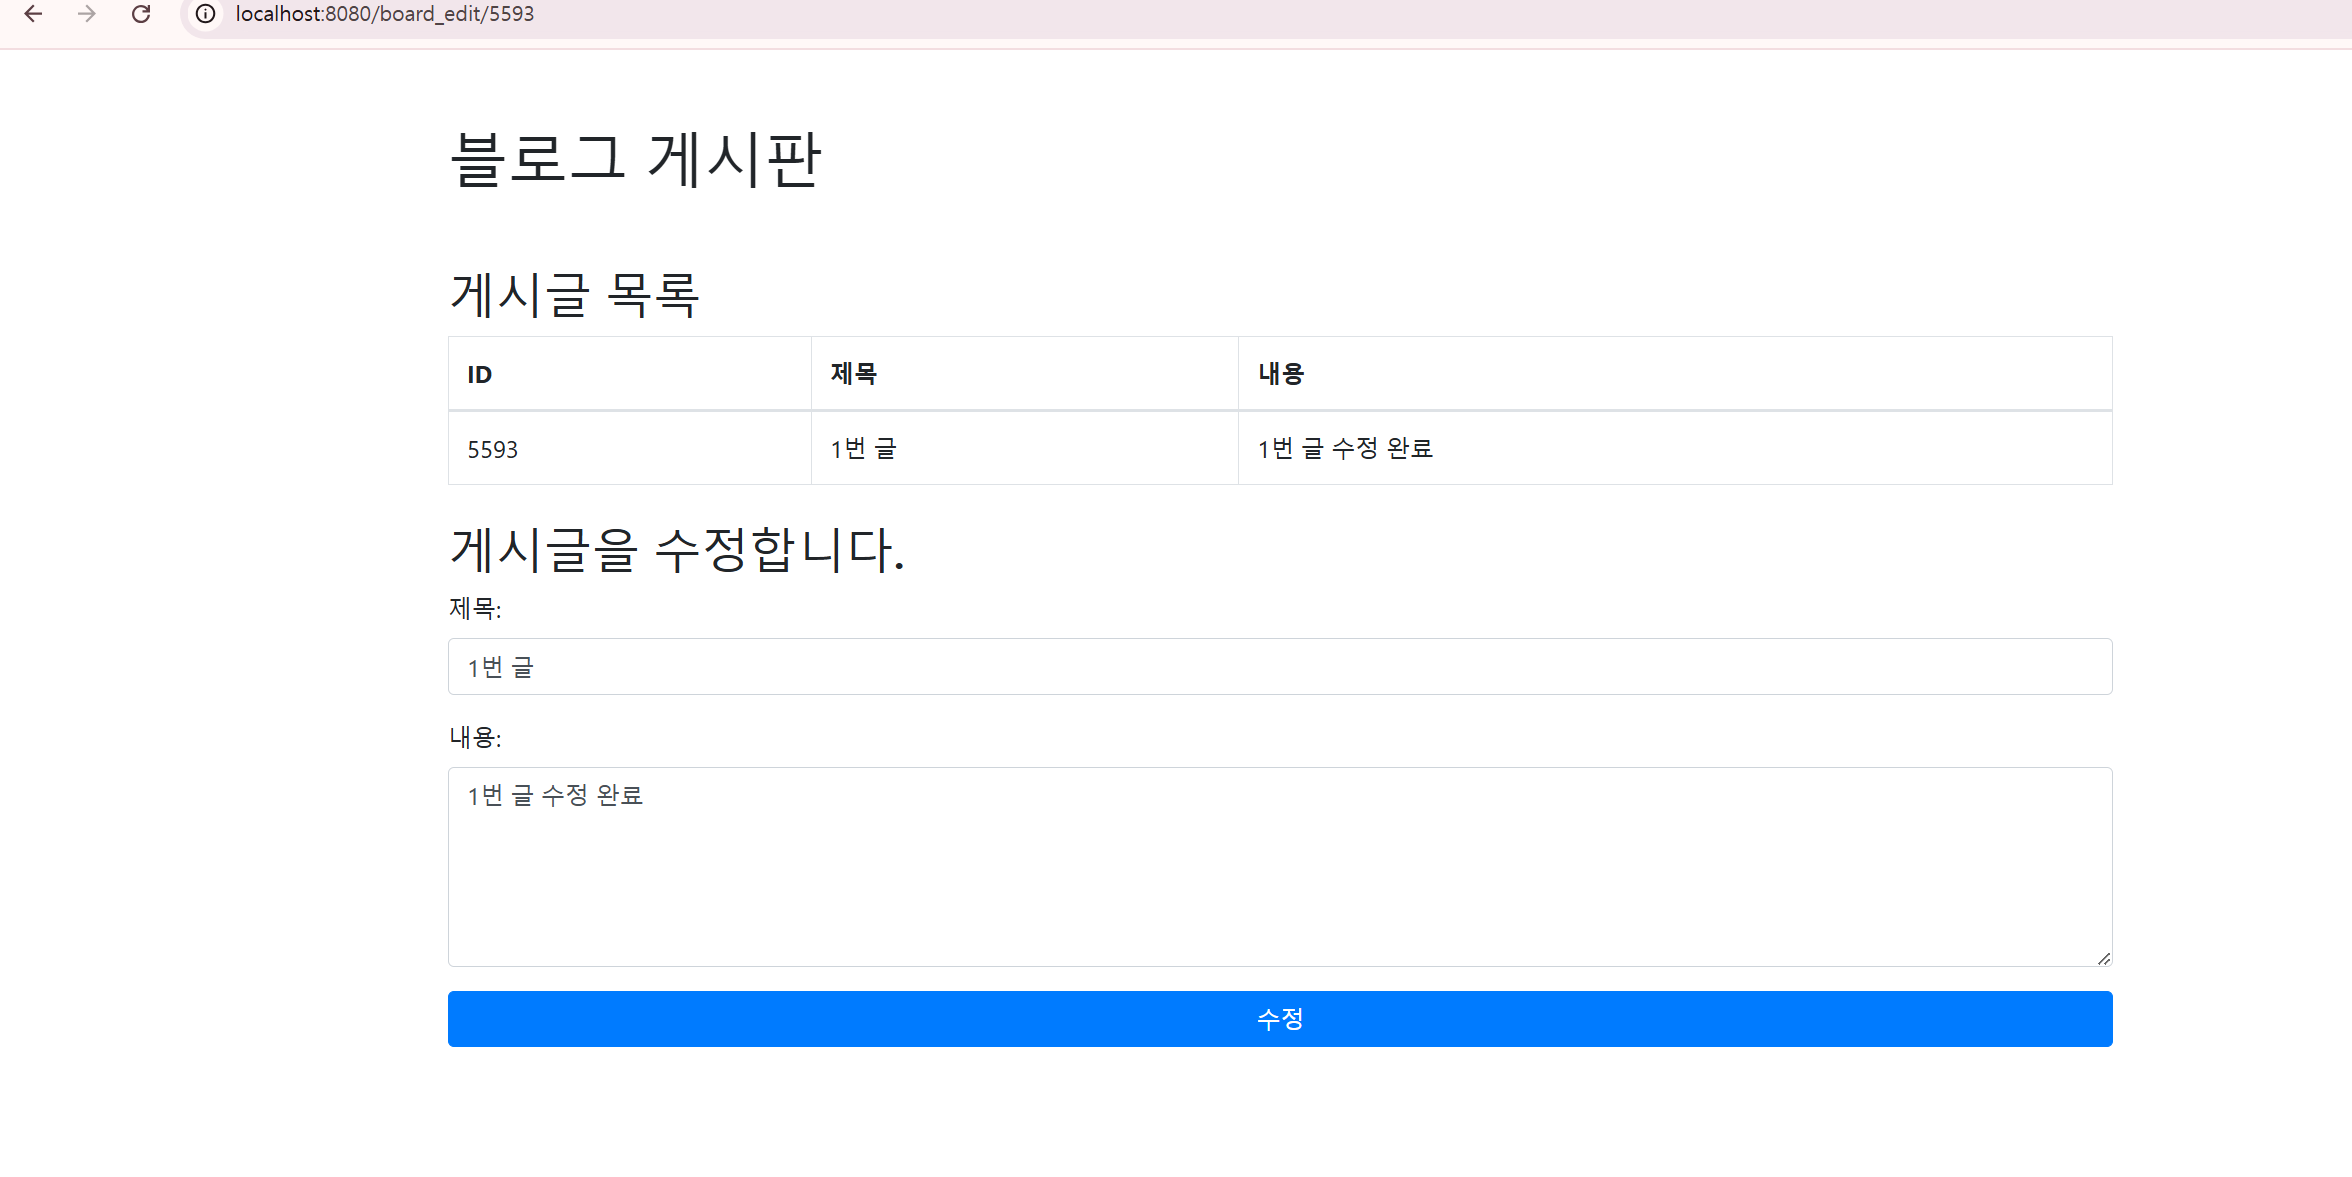 localhost:8080/board_edit/5593
블로그 게시판
게시글 목록
ID 제목 내용
5593 1번 글 1번 글 수정 완료
게시글을 수정합니다.
제목:
1번 글
내용:
1번 글 수정 완료
수정